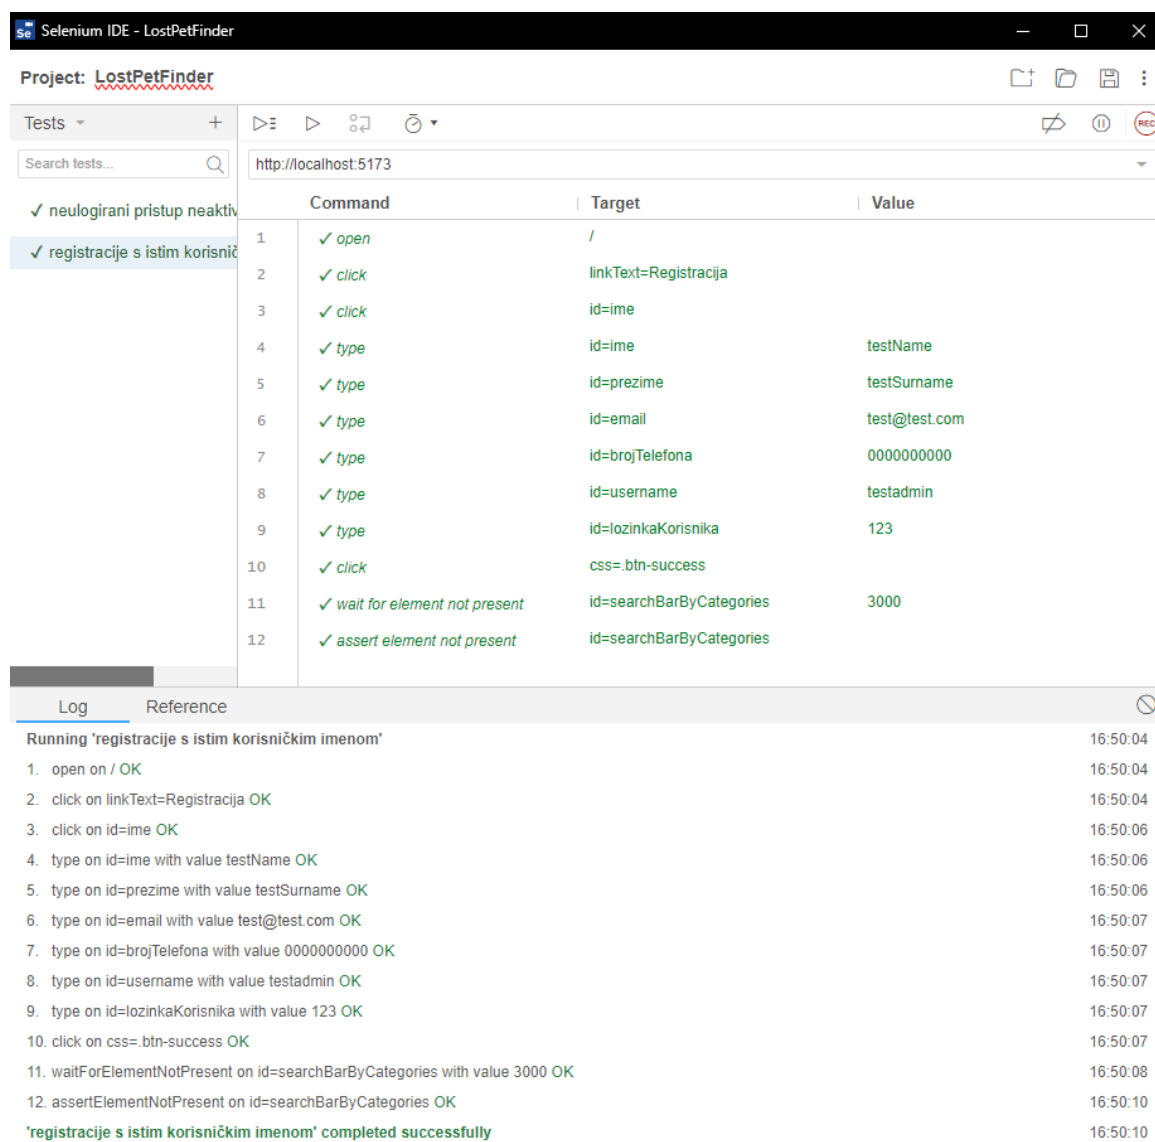 Selenium IDE - LostPetFinder
Project: LostPetFinder
Tests
Search tests...
http://localhost:5173
REC
neulogirani pristup neaktiv
registracije s istim korisnič
Command Target Value
1 open /
2 click linkText=Registracija
3 click id=ime
4 type id=ime testName
5 type id=prezime testSurname
6 type id=email test@test.com
7 type id=brojTelefona 0000000000
8 type id=username testadmin
9 type id=lozinkaKorisnika 123
10 click css=.btn-success
11 wait for element not present id=searchBarByCategories 3000
12 assert element not present id=searchBarByCategories
Log Reference
Running 'registracije s istim korisničkim imenom' 16:50:04
1. open on / OK 16:50:04
2. click on linkText=Registracija OK 16:50:04
3. click on id=ime OK 16:50:06
4. type on id=ime with value testName OK 16:50:06
5. type on id=prezime with value testSurname OK 16:50:06
6. type on id=email with value test@test.com OK 16:50:07
7. type on id=brojTelefona with value 0000000000 OK 16:50:07
8. type on id=username with value testadmin OK 16:50:07
9. type on id=lozinkaKorisnika with value 123 OK 16:50:07
10. click on css=.btn-success OK 16:50:07
11. waitForElementNotPresent on id=searchBarByCategories with value 3000 OK 16:50:08
12. assertElementNotPresent on id=searchBarByCategories OK 16:50:10
'registracije s istim korisničkim imenom' completed successfully 16:50:10